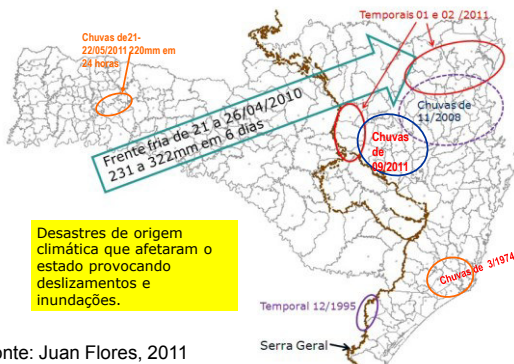 Temporais 01 e 02 /2011
Chuvas de21-
22/05/2011 220mm em
24 horas
Chuvas de
11/2008
Frente fria de 21 a 26/04/2010
231 a 322mm em 6 dias
Chuvas
de
09/2011
Desastres de origem
climática que afetaram o
estado provocando
deslizamentos e
inundações.
Chuvas de 3/1974
Temporal 12/1995
Serra Geral
onte: Juan Flores, 2011